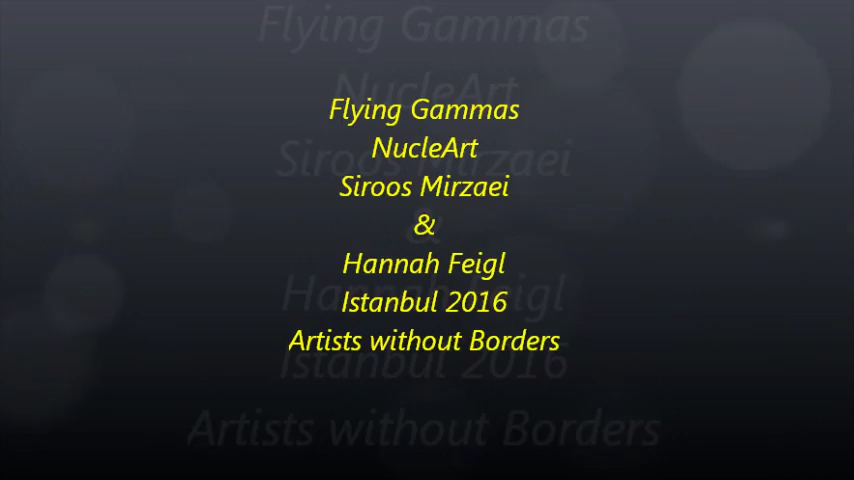 Flying Gammas
NucleArt
Siroos Mirzaei
&
Hannah Feigl
Istanbul 2016
Artists without Borders